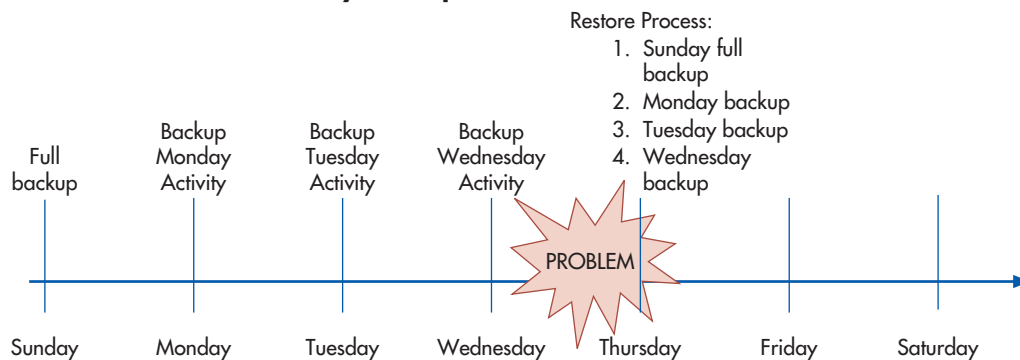 Restore Process:
1. Sunday full
backup
2. Monday backup
3. Tuesday backup
4. Wednesday
backup
Full
backup
Backup
Monday
Activity
Backup
Tuesday
Activity
Backup
Wednesday
Activity
PROBLEM
Sunday
Monday
Tuesday
Wednesday
Thursday
Friday
Saturday